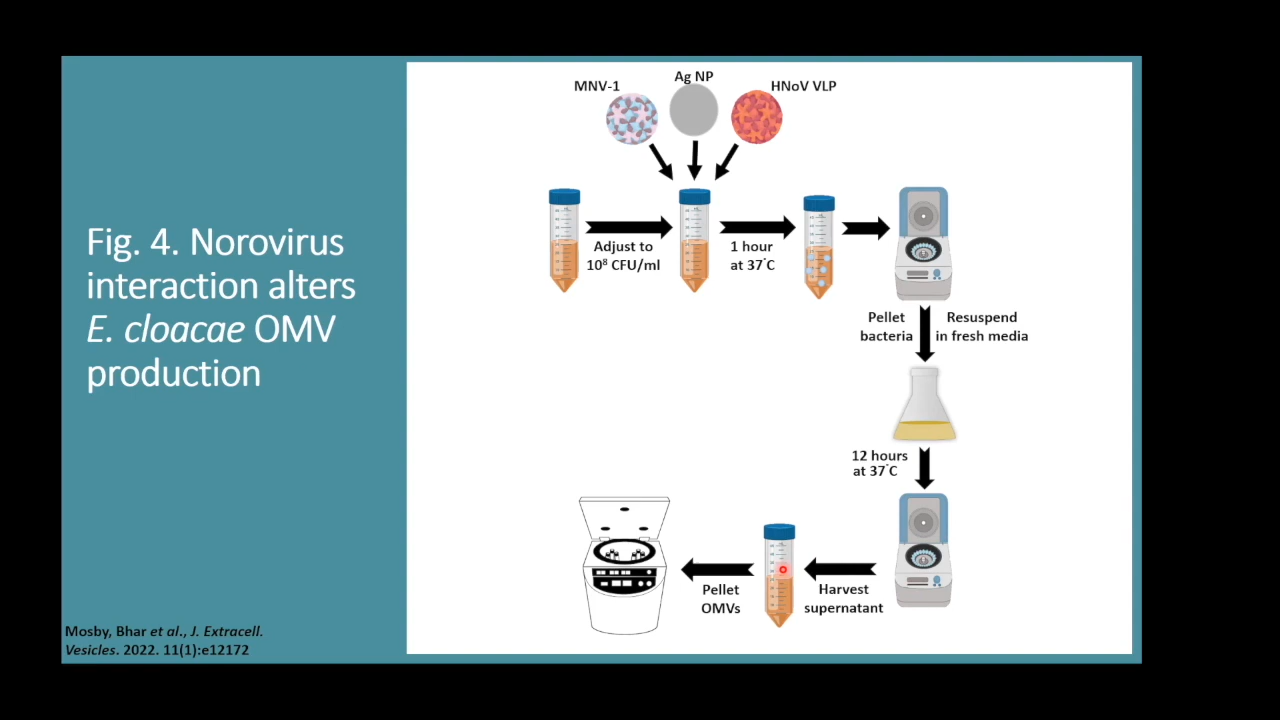 Fig. 4. Norovirus
interaction alters
E. cloacae OMV
production
Mosby, Bhar et al., J. Extracell.
Vesicles. 2022. 11(1):e12172
MNV-1
Ag NP
HNoV VLP
Adjust to
10⁸ CFU/ml
1 hour
at 37°C
Pellet
bacteria
Resuspend
in fresh media
12 hours
at 37°C
Harvest
supernatant
Pellet
OMVs